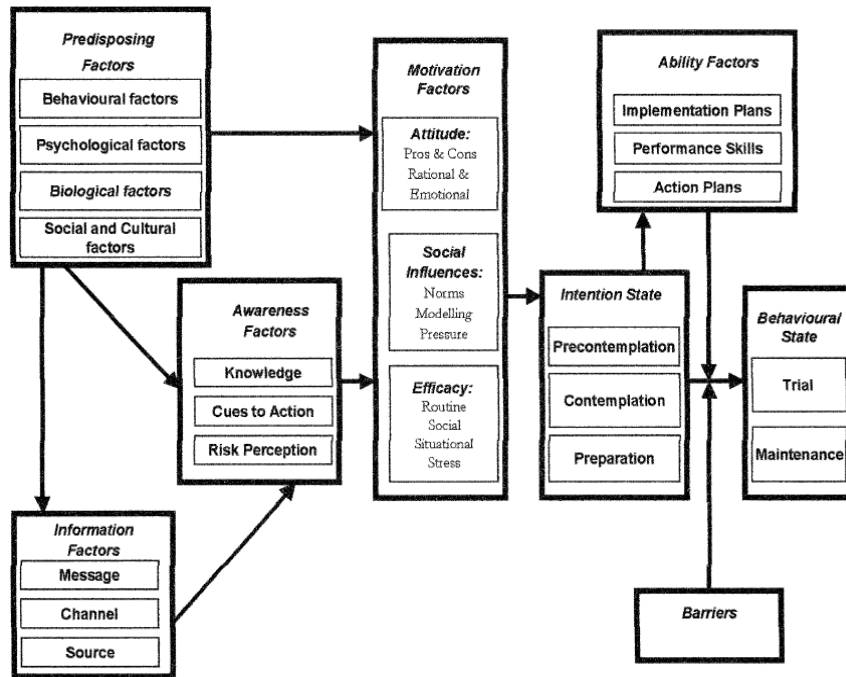 Predisposing
Factors
Behavioural factors
Psychological factors
Biological factors
Social and Cultural
factors
Information
Factors
Message
Channel
Source
Awareness
Factors
Knowledge
Cues to Action
Risk Perception
Motivation
Factors
Attitude:
Pros & Cons
Rational &
Emotional
Social
Influences:
Norms
Modelling
Pressure
Efficacy:
Routine
Social
Situational
Stress
Intention State
Precontemplation
Contemplation
Preparation
Ability Factors
Implementation Plans
Performance Skills
Action Plans
Behavioural
State
Trial
Maintenance
Barriers